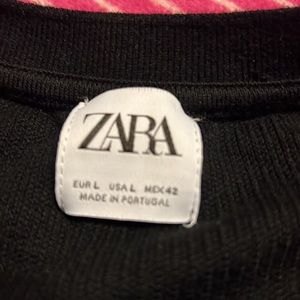 ZARA
EUR L USA L MEX 42
MADE IN PORTUGAL